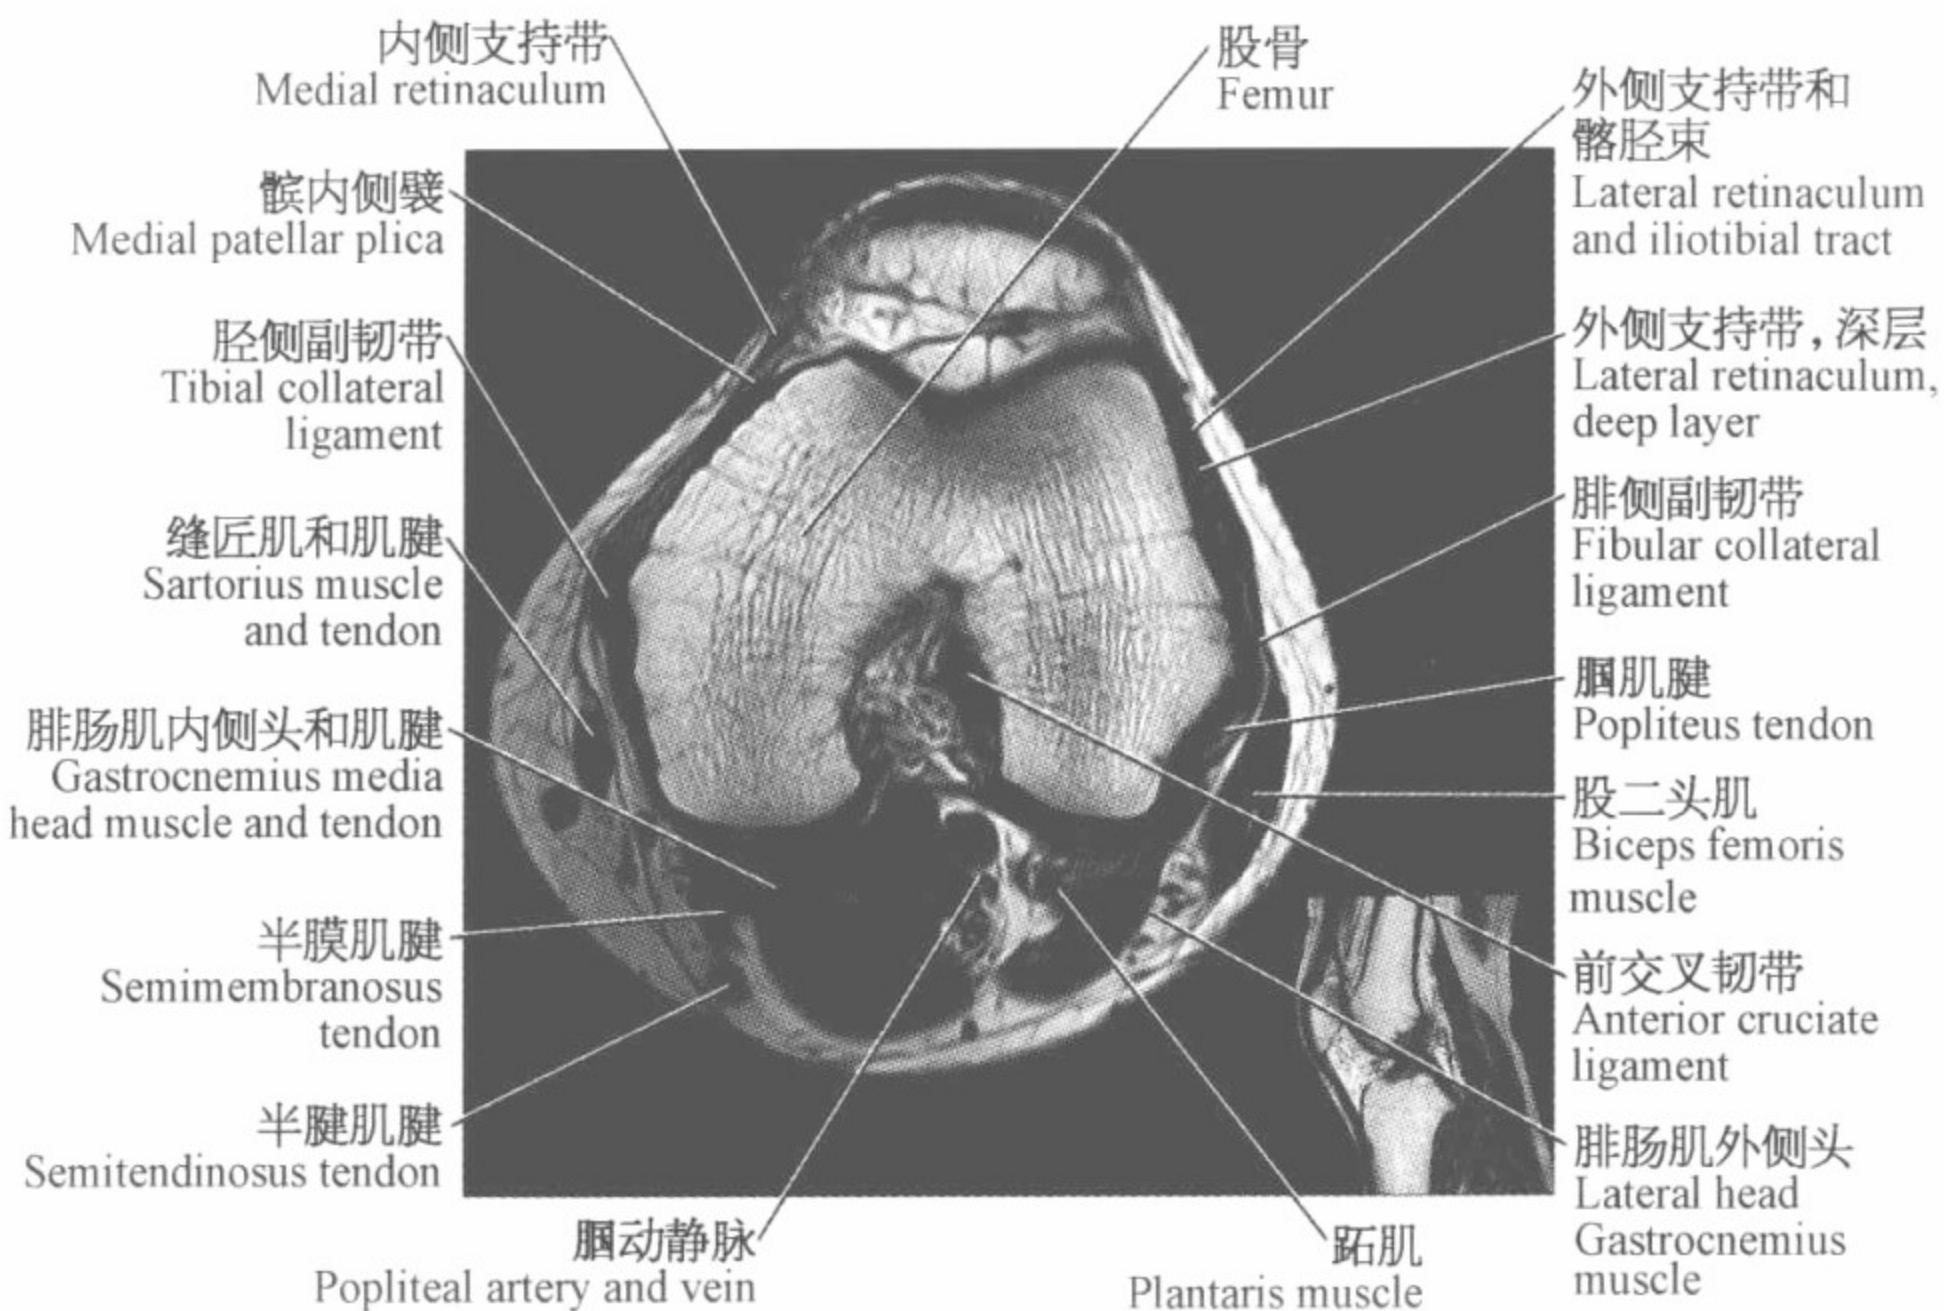 内侧支持带
Medial retinaculum
髌内侧襞
Medial patellar plica
胫侧副韧带
Tibial collateral
ligament
缝匠肌和肌腱
Sartorius muscle
and tendon
腓肠肌内侧头和肌腱
Gastrocnemius media
head muscle and tendon
半膜肌腱
Semimembranosus
tendon
半腱肌腱
Semitendinosus tendon
腘动静脉
Popliteal artery and vein
股骨
Femur
外侧支持带和
髂胫束
Lateral retinaculum
and iliotibial tract
外侧支持带,深层
Lateral retinaculum,
deep layer
腓侧副韧带
Fibular collateral
ligament
腘肌腱
Popliteus tendon
股二头肌
Biceps femoris
muscle
前交叉韧带
Anterior cruciate
ligament
腓肠肌外侧头
Lateral head
Gastrocnemius
muscle
跖肌
Plantaris muscle